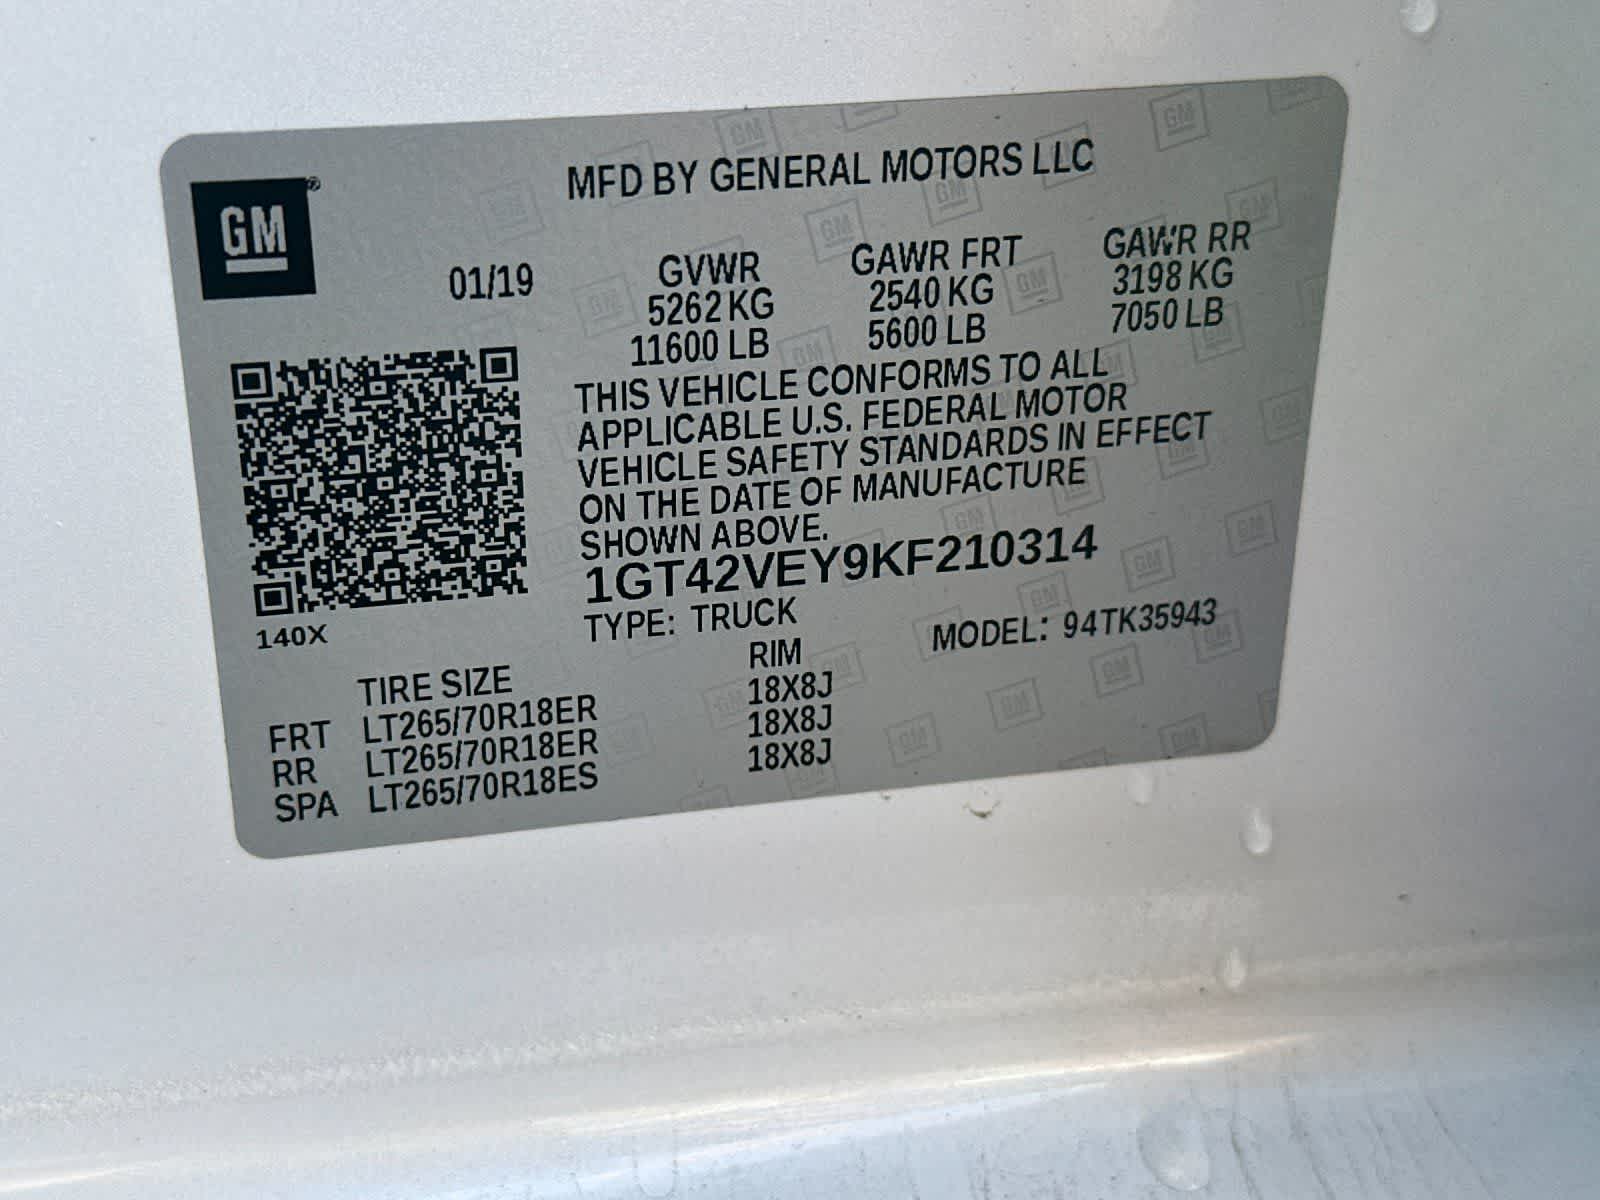 GM
MFD BY GENERAL MOTORS LLC
01/19
GVWR GAWR FRT GAWR RR
5262 KG 2540 KG 3198 KG
11600 LB 5600 LB 7050 LB
THIS VEHICLE CONFORMS TO ALL
APPLICABLE U.S. FEDERAL MOTOR
VEHICLE SAFETY STANDARDS IN EFFECT
ON THE DATE OF MANUFACTURE
SHOWN ABOVE.
1GT42VEY9KF210314
140X
TYPE: TRUCK MODEL: 94TK35943
TIRE SIZE RIM
FRT LT265/70R18ER 18X8J
RR LT265/70R18ER 18X8J
SPA LT265/70R18ES 18X8J